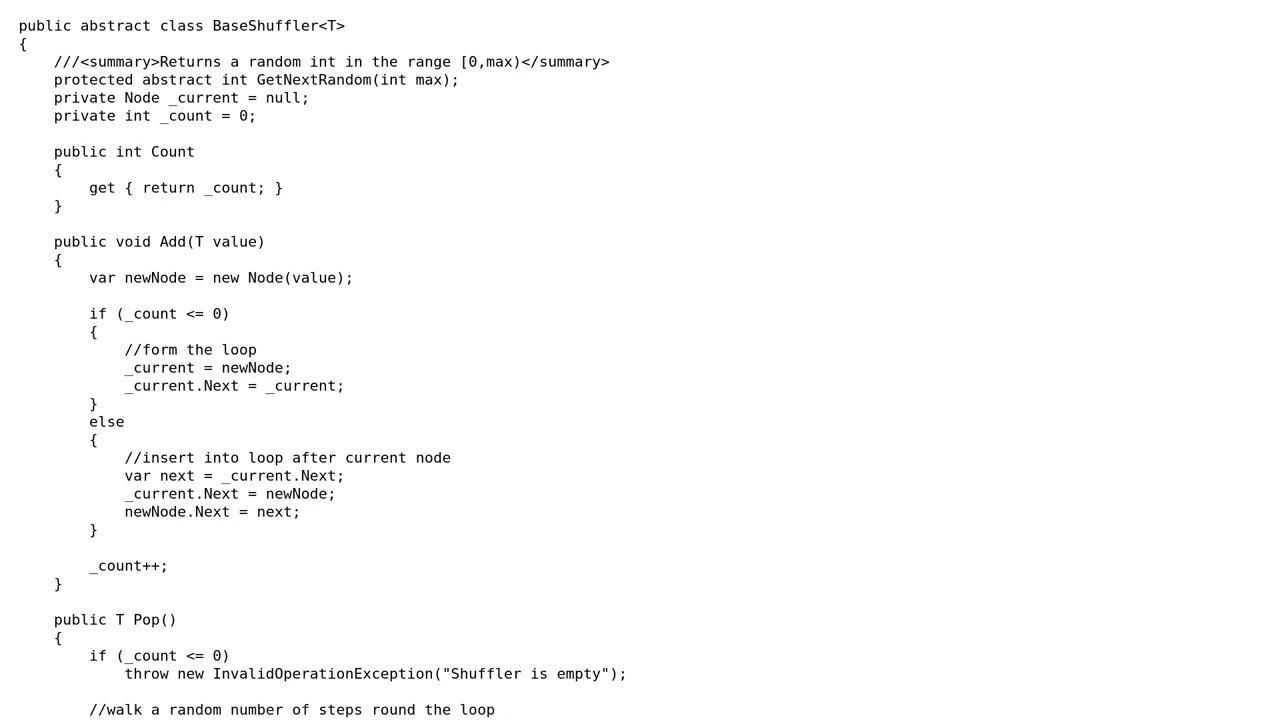 public abstract class BaseShuffler<T>
{
    ///<summary>Returns a random int in the range [0,max)</summary>
    protected abstract int GetNextRandom(int max);
    private Node _current = null;
    private int _count = 0;

    public int Count
    {
        get { return _count; }
    }

    public void Add(T value)
    {
        var newNode = new Node(value);

        if (_count <= 0)
        {
            //form the loop
            _current = newNode;
            _current.Next = _current;
        }
        else
        {
            //insert into loop after current node
            var next = _current.Next;
            _current.Next = newNode;
            newNode.Next = next;
        }

        _count++;
    }

    public T Pop()
    {
        if (_count <= 0)
            throw new InvalidOperationException("Shuffler is empty");

        //walk a random number of steps round the loop